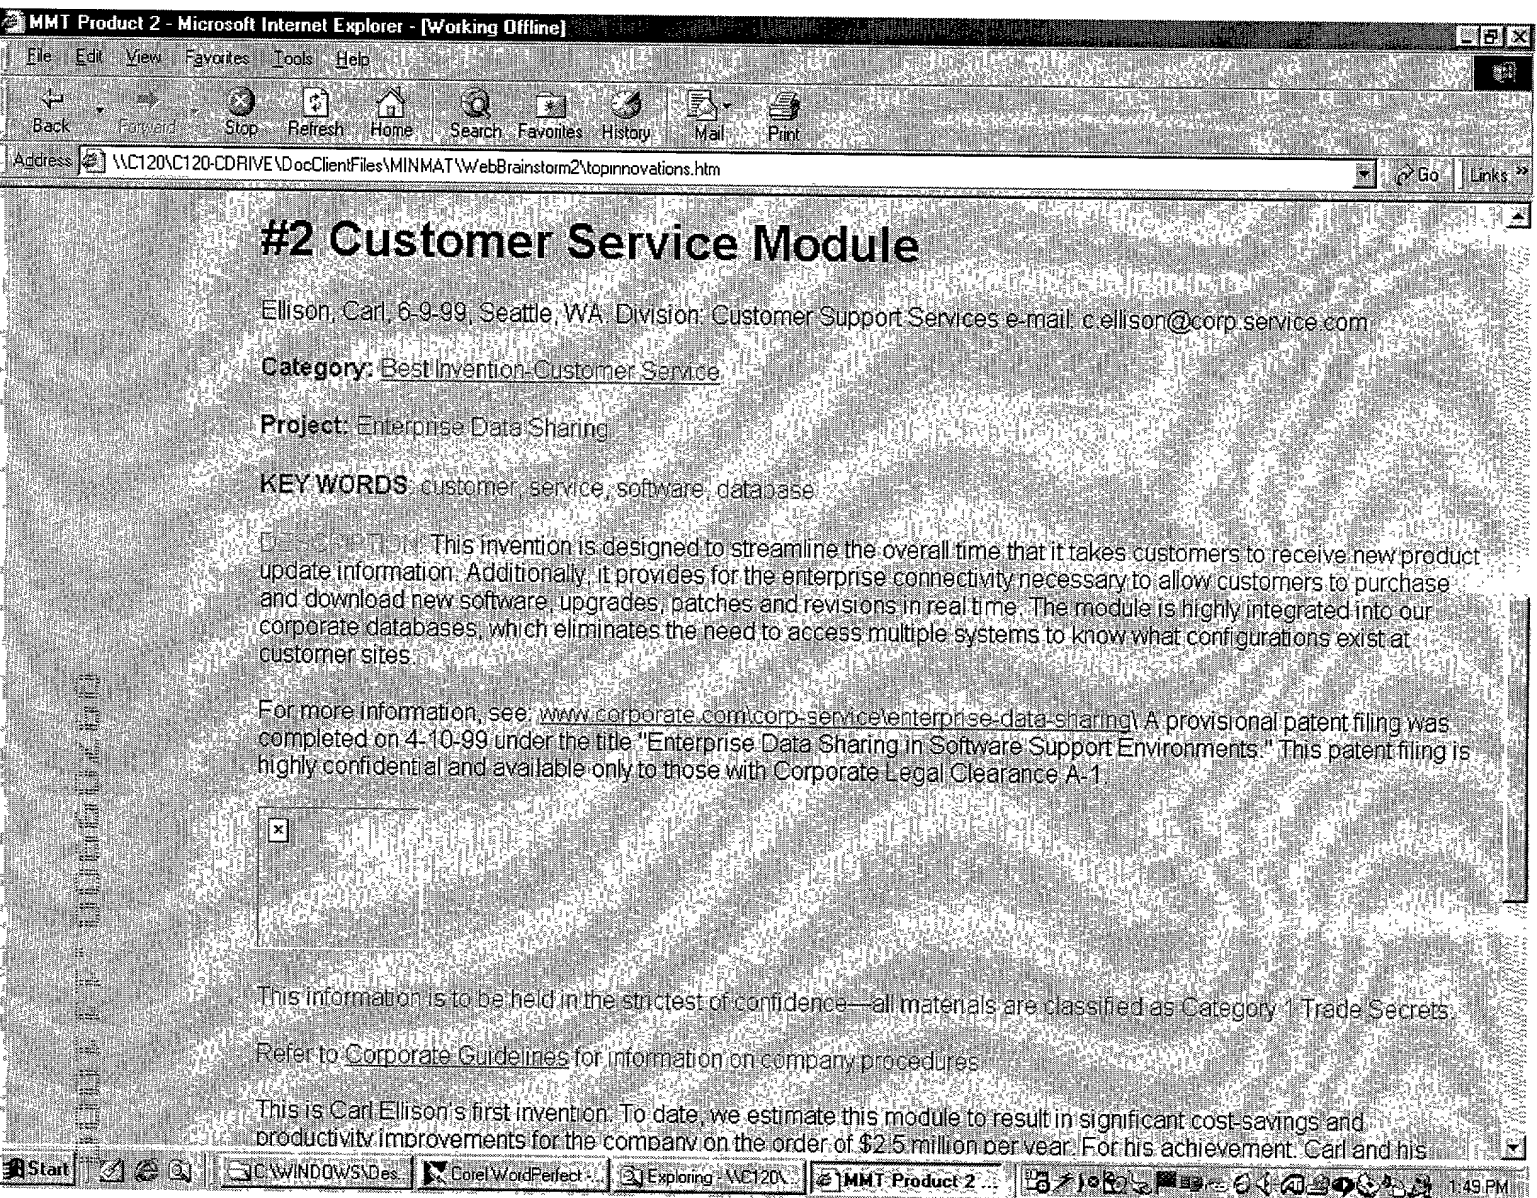 MMT Product 2 - Microsoft Internet Explorer - [Working Offline]
File Edit View Favorites Tools Help
Back Forward Stop Refresh Home Search Favorites History Mail Print
Address \\C120\C120-CDRIVE\DocClientFiles\MINMAT\WebBrainstorm2\topinnovations.htm Go Links »
#2 Customer Service Module
Ellison, Carl, 6-9-99, Seattle, WA. Division: Customer Support Services e-mail: c.ellison@corp.service.com
Category: Best Invention-Customer Service
Project: Enterprise Data Sharing
KEY WORDS: customer, service, software, database
DESCRIPTION: This invention is designed to streamline the overall time that it takes customers to receive new product
update information. Additionally, it provides for the enterprise connectivity necessary to allow customers to purchase
and download new software, upgrades, patches and revisions in real time. The module is highly integrated into our
corporate databases, which eliminates the need to access multiple systems to know what configurations exist at
customer sites.
For more information, see: www.corporate.com\corp-service\enterprise-data-sharing\ A provisional patent filing was
completed on 4-10-99 under the title "Enterprise Data Sharing in Software Support Environments." This patent filing is
highly confidential and available only to those with Corporate Legal Clearance A-1.
This information is to be held in the strictest of confidence—all materials are classified as Category 1 Trade Secrets.
Refer to Corporate Guidelines for information on company procedures
This is Carl Ellison's first invention. To date, we estimate this module to result in significant cost-savings and
productivity improvements for the company on the order of $2.5 million per year. For his achievement, Carl and his
Start C:\WINDOWS\Des... Corel WordPerfect -... Exploring - \\C120\... MMT Product 2 ... 1:49 PM